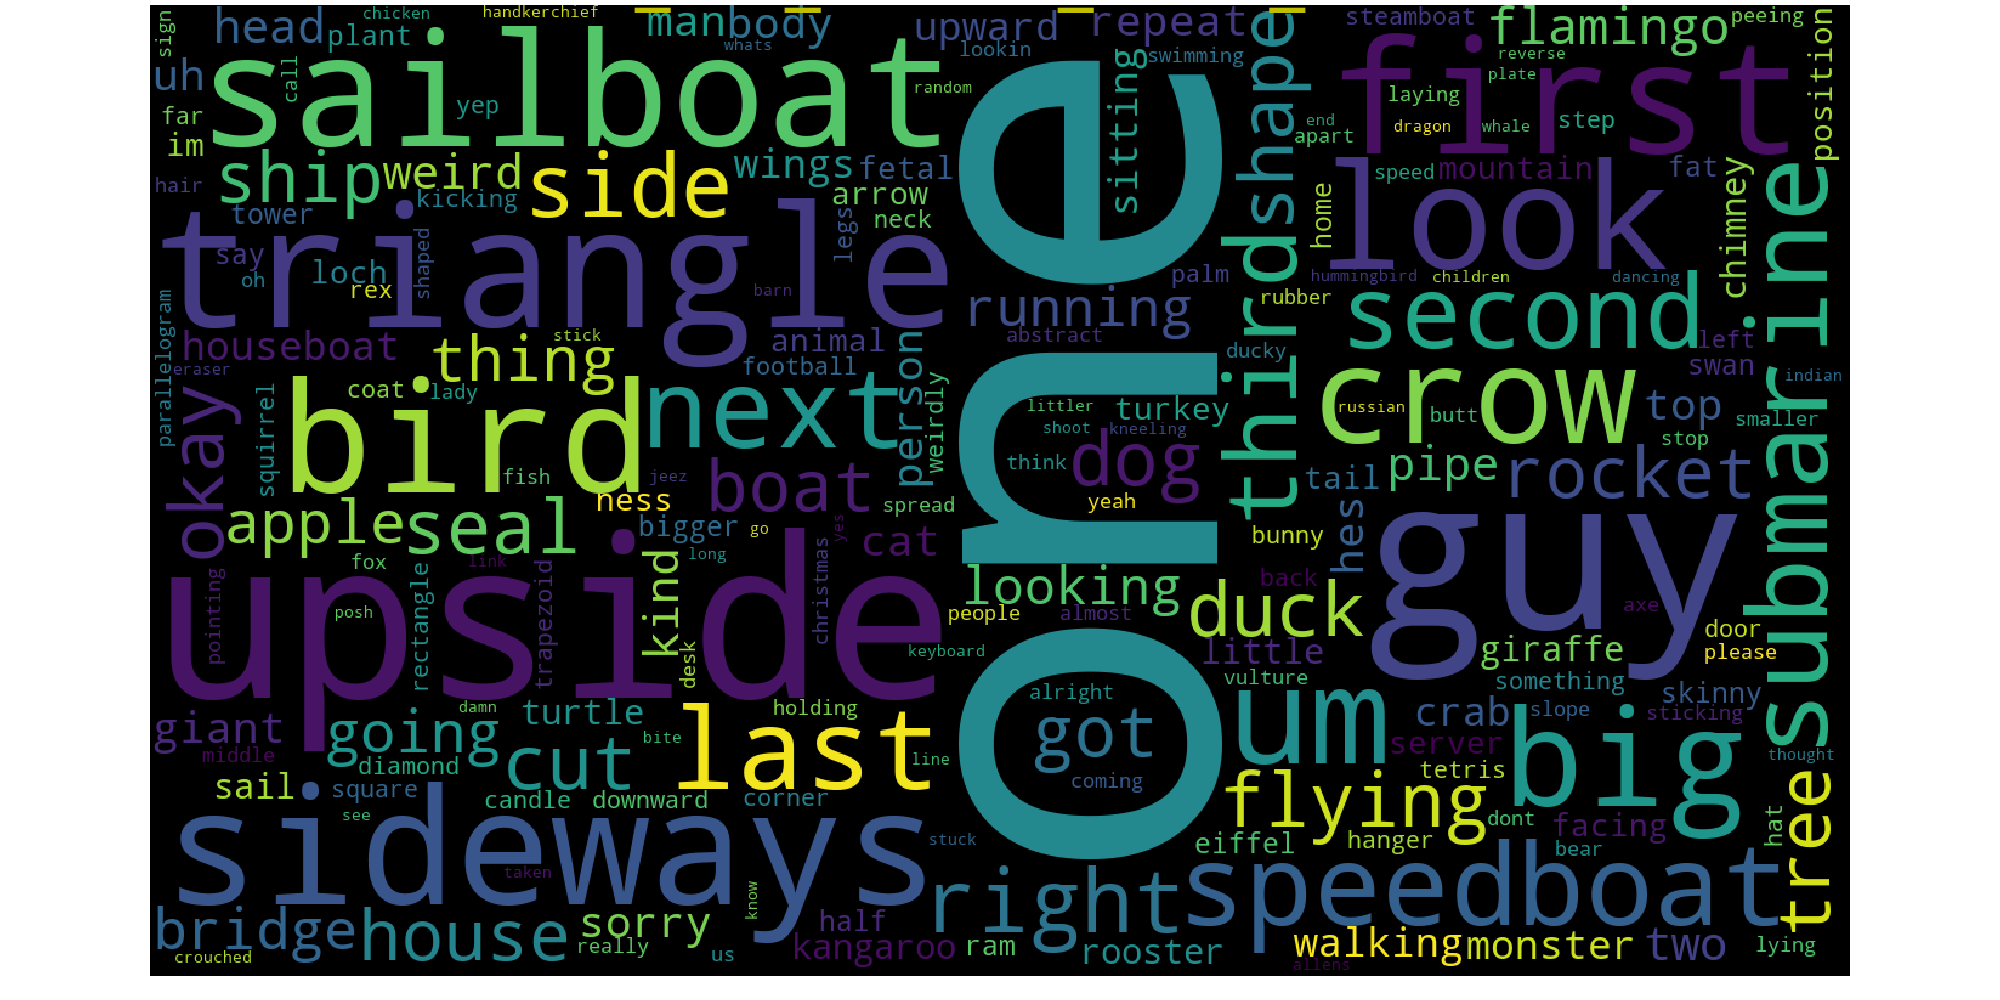 sign
chicken
handkerchief
head
plant
call
uh
far
im
sailboat
yep
man
body
whats
random
upward
lookin
repeat
swimming
sitting
shape
steamboat
flamingo
peeing
reverse
plate
first
laying
dragon
whale
step
end
apart
position
hair
ship
weird
side
wings
fetal
arrow
neck
tower
kicking
say
loch
oh
rex
shaped
legs
triangle
barn
one
running
palm
abstract
third
home
rubber
look
speed
mountain
fat
chimney
hummingbird
children
dancing
second
left
swan
indian
submarine
parallelogram
houseboat
eraser
stick
thing
animal
football
person
coat
lady
okay
squirrel
bird
next
weirdly
fish
jeez
ness
boat
spread
littler
shoot
turkey
kneeling
ducky
think
dog
yeah
crow
russian
butt
top
stop
smaller
tail
pipe
rocket
apple
seal
bigger
go
yes
cat
long
link
fox
kind
christmas
bunny
hes
guy
axe
pointing
posh
rectangle
trapezoid
desk
upside
looking
people
almost
back
duck
keyboard
little
vulture
giraffe
door
please
something
skinny
giant
middle
damn
going
turtle
bite
holding
last
alright
got
coming
um
crab
slope
sticking
server
big
tetris
thought
diamond
cut
line
sail
square
candle
downward
corner
see
stuck
flying
eiffel
hanger
dont
facing
bear
hat
tree
sideways
taken
know
right
speedboat
bridge
house
sorry
really
us
half
kangaroo
ram
rooster
walking
monster
two
lying
crouched
allens